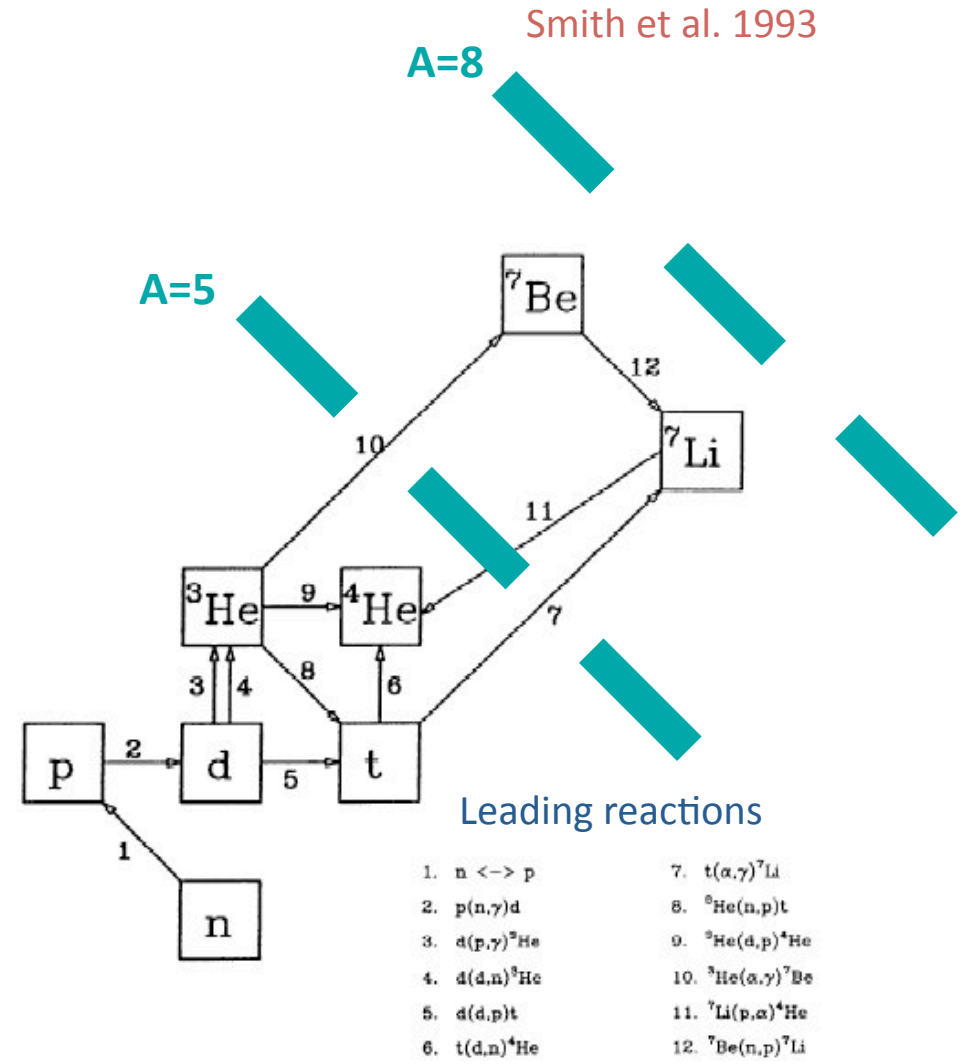 Smith et al. 1993
A=8
⁷Be
A=5
12
10
⁷Li
11
³He
9
⁴He
7
8
3
4
6
p
2
d
5
t
1
n
Leading reactions
1. n <-> p
2. p(n,γ)d
3. d(p,γ)³He
4. d(d,n)³He
5. d(d,p)t
6. t(d,n)⁴He
7. t(α,γ)⁷Li
8. ³He(n,p)t
9. ³He(d,p)⁴He
10. ³He(α,γ)⁷Be
11. ⁷Li(p,α)⁴He
12. ⁷Be(n,p)⁷Li